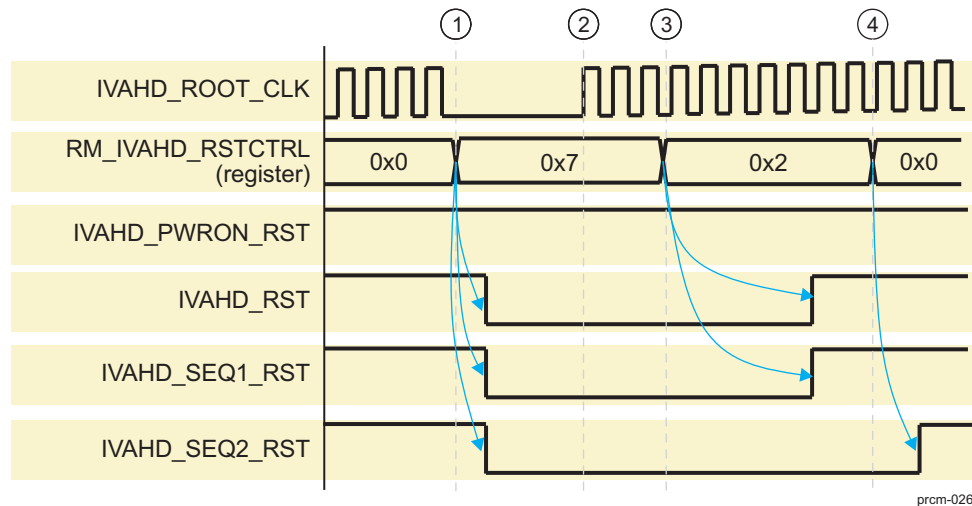 1 2 3 4
IVAHD_ROOT_CLK
RM_IVAHD_RSTCTRL
(register)
0x0 0x7 0x2 0x0
IVAHD_PWRON_RST
IVAHD_RST
IVAHD_SEQ1_RST
IVAHD_SEQ2_RST
prcm-026